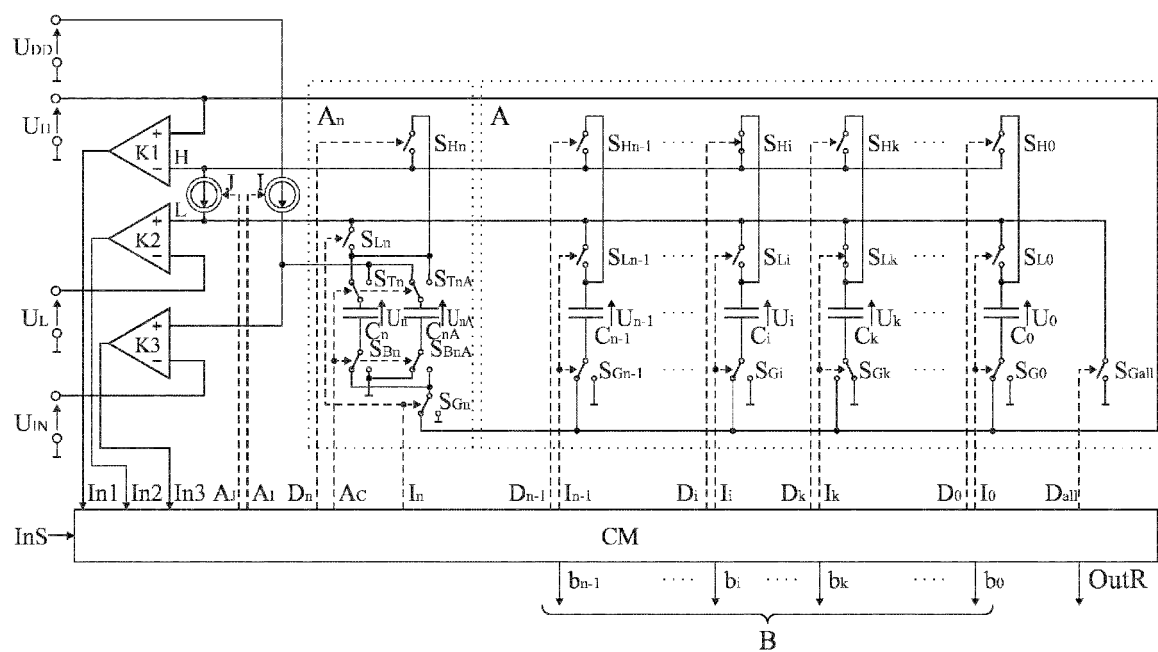 UDD
UH
An
A
K1
H
SHn
SHn-1
SHi
SHk
SH0
J
I
L
K2
SLn
SLn-1
SLi
SLk
SL0
STn
STnA
UL
Un
UnA
Un-1
Ui
Uk
U0
K3
Cn
CnA
Cn-1
Ci
Ck
C0
SBn
SBnA
SGn-1
SGi
SGk
SG0
SGall
UIN
SGn
In1
In2
In3
AJ
AI
Dn
AC
In
Dn-1
In-1
Di
Ii
Dk
Ik
D0
I0
Dall
InS
CM
bn-1
bi
bk
b0
OutR
B